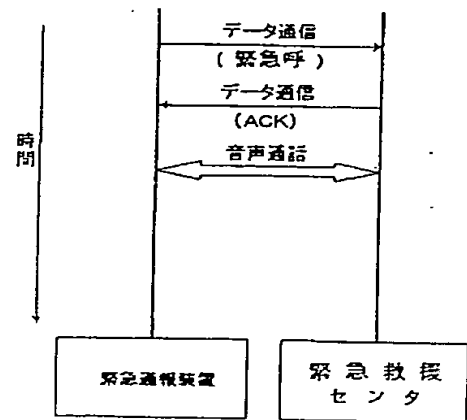 データ通信
(緊急呼)
データ通信
(ACK)
音声通話
時間
緊急通報装置
緊急救援
センタ